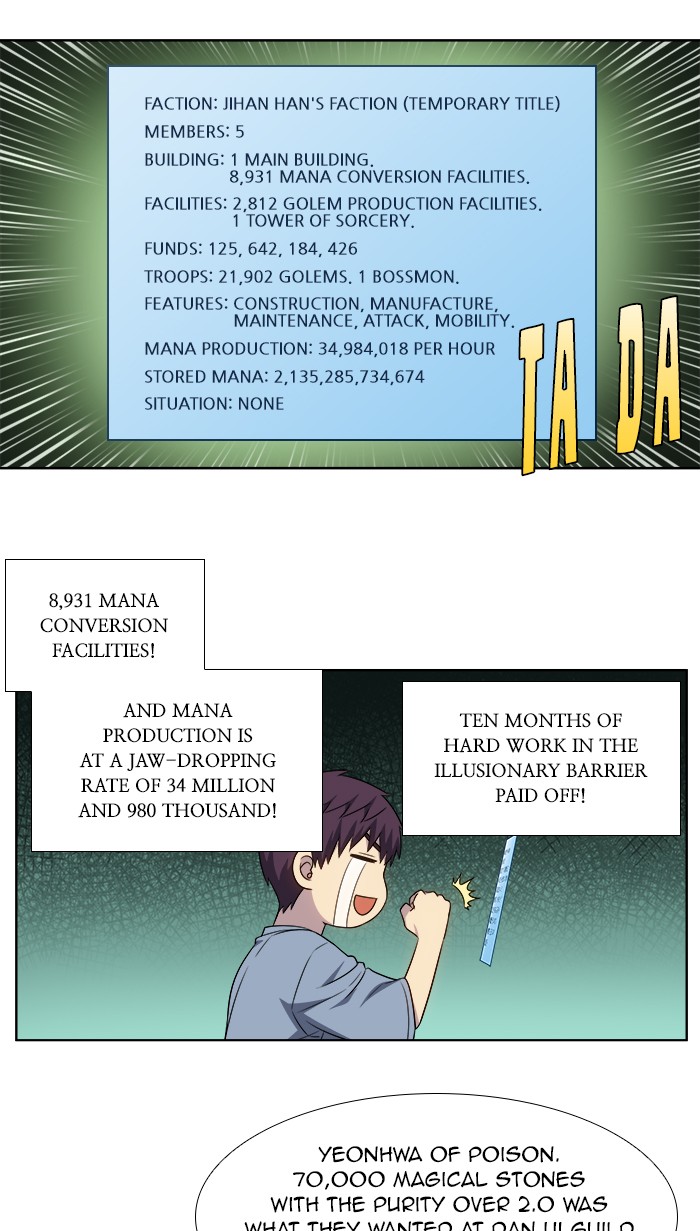 FACTION: JIHAN HAN'S FACTION (TEMPORARY TITLE)
MEMBERS: 5
BUILDING: 1 MAIN BUILDING.
8,931 MANA CONVERSION FACILITIES.
FACILITIES: 2,812 GOLEM PRODUCTION FACILITIES.
1 TOWER OF SORCERY.
FUNDS: 125, 642, 184, 426
TROOPS: 21,902 GOLEMS. 1 BOSSMON.
FEATURES: CONSTRUCTION, MANUFACTURE,
MAINTENANCE, ATTACK, MOBILITY.
MANA PRODUCTION: 34,984,018 PER HOUR
STORED MANA: 2,135,285,734,674
SITUATION: NONE
TA DA
8,931 MANA
CONVERSION
FACILITIES!
AND MANA
PRODUCTION IS
AT A JAW-DROPPING
RATE OF 34 MILLION
AND 980 THOUSAND!
TEN MONTHS OF
HARD WORK IN THE
ILLUSIONARY BARRIER
PAID OFF!
YEONHWA OF POISON.
70,000 MAGICAL STONES
WITH THE PURITY OVER 2.0 WAS
WHAT THEY WANTED AT